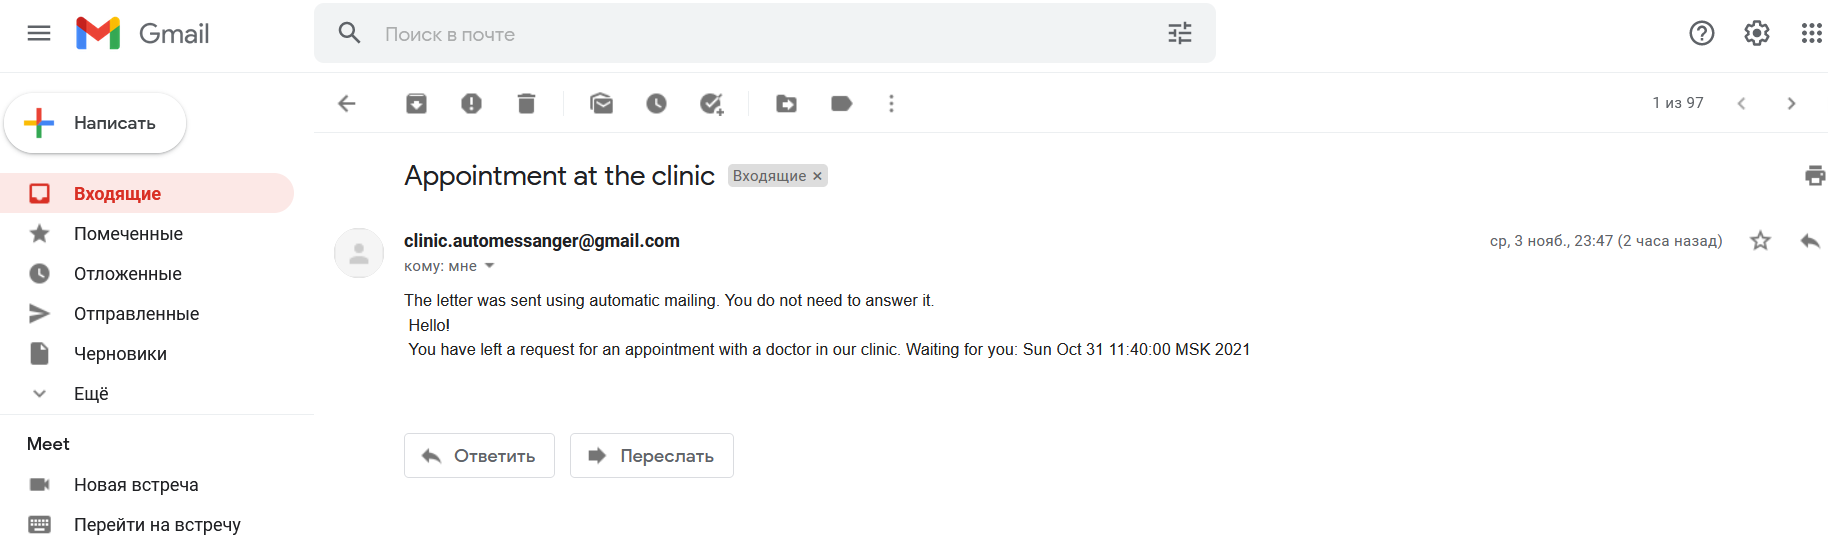 Gmail
Поиск в почте
Написать
1 из 97
Входящие
Помеченные
Отложенные
Отправленные
Черновики
Ещё
Meet
Новая встреча
Перейти на встречу
Appointment at the clinic
Входящие ×
clinic.automessanger@gmail.com
ср, 3 нояб., 23:47 (2 часа назад)
кому: мне
The letter was sent using automatic mailing. You do not need to answer it.
Hello!
You have left a request for an appointment with a doctor in our clinic. Waiting for you: Sun Oct 31 11:40:00 MSK 2021
Ответить
Переслать